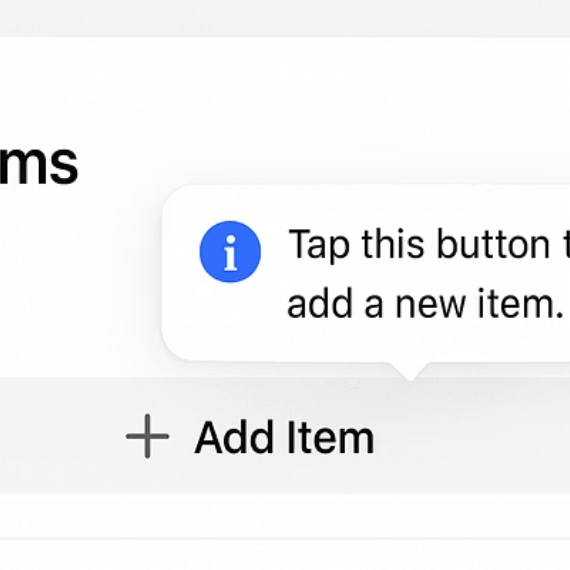 ms
Tap this button t
add a new item.
Add Item